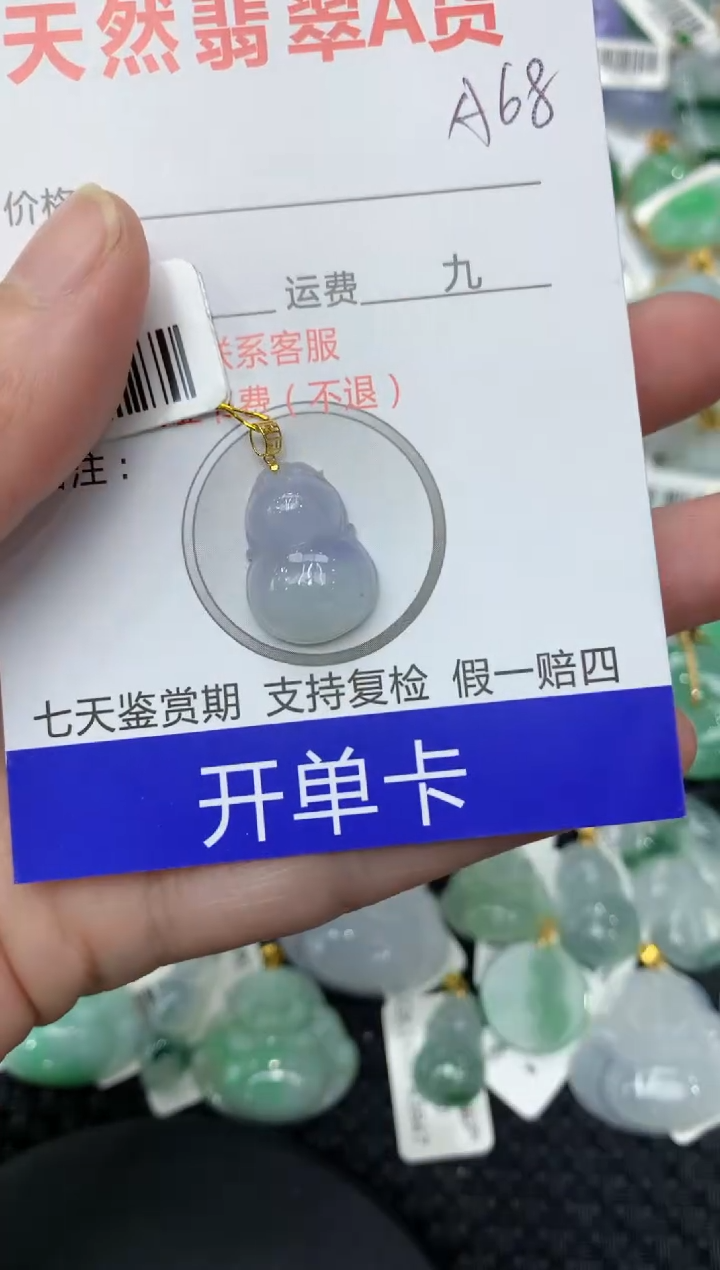 天然翡翠A货
A68
价格
运费 九
联系客服
费（不退）
注：
七天鉴赏期 支持复检 假一赔四
开单卡